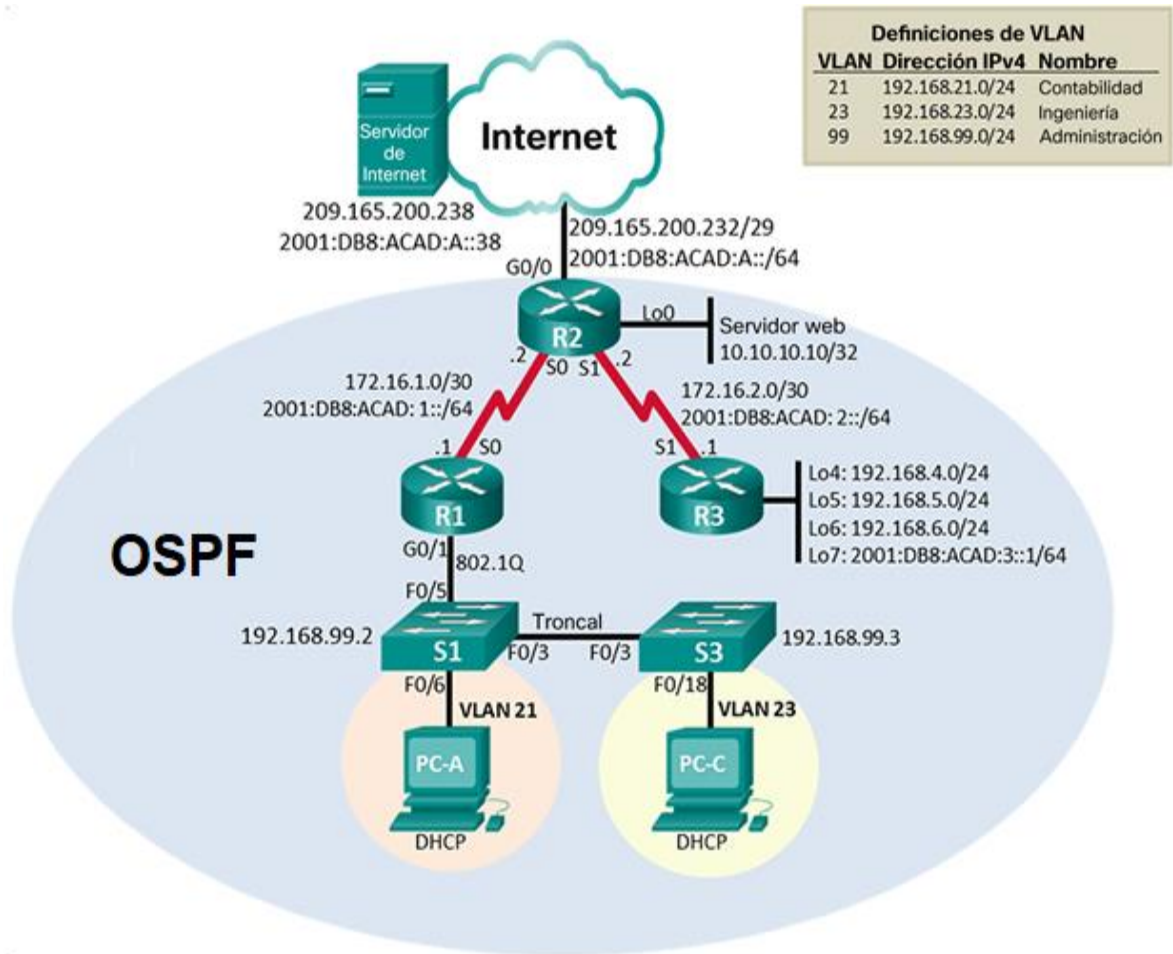 Definiciones de VLAN
VLAN Dirección IPv4 Nombre
21 192.168.21.0/24 Contabilidad
23 192.168.23.0/24 Ingeniería
99 192.168.99.0/24 Administración
Servidor
de
Internet
Internet
209.165.200.238
2001:DB8:ACAD:A::38
209.165.200.232/29
2001:DB8:ACAD:A::/64
G0/0
R2
Lo0
Servidor web
10.10.10.10/32
.2
S0
S1
.2
172.16.1.0/30
2001:DB8:ACAD: 1::/64
172.16.2.0/30
2001:DB8:ACAD: 2::/64
.1
S0
S1
.1
R1
R3
Lo4: 192.168.4.0/24
Lo5: 192.168.5.0/24
Lo6: 192.168.6.0/24
Lo7: 2001:DB8:ACAD:3::1/64
OSPF
G0/1
802.1Q
F0/5
192.168.99.2
S1
Troncal
F0/3
F0/3
S3
192.168.99.3
F0/6
VLAN 21
F0/18
VLAN 23
PC-A
PC-C
DHCP
DHCP